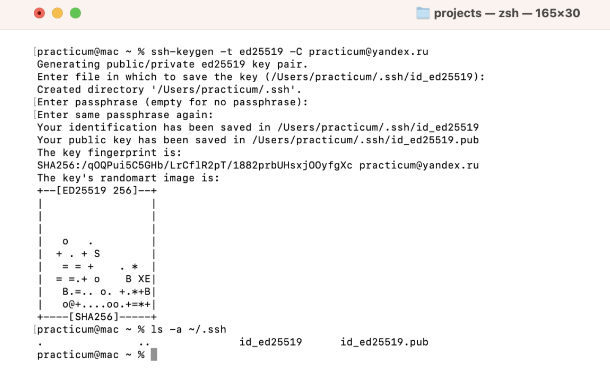 projects — zsh — 165×30
[practicum@mac ~ % ssh-keygen -t ed25519 -C practicum@yandex.ru
Generating public/private ed25519 key pair.
Enter file in which to save the key (/Users/practicum/.ssh/id_ed25519):
Created directory '/Users/practicum/.ssh'.
[Enter passphrase (empty for no passphrase):
[Enter same passphrase again:
Your identification has been saved in /Users/practicum/.ssh/id_ed25519
Your public key has been saved in /Users/practicum/.ssh/id_ed25519.pub
The key fingerprint is:
SHA256:/qOQPui5C5GHb/LrCflR2pT/1882prbUHsxjOOyfgXc practicum@yandex.ru
The key's randomart image is:
+--[ED25519 256]--+
|                 |
|                 |
|                 |
|   o   .         |
|  + . + S        |
|   = = +    . *  |
|  = =.+ o    B XE|
|   B.=.. o. +.*+B|
|   o@+....oo.+=*+|
+----[SHA256]-----+
[practicum@mac ~ % ls -a ~/.ssh
. .. id_ed25519 id_ed25519.pub
practicum@mac ~ %